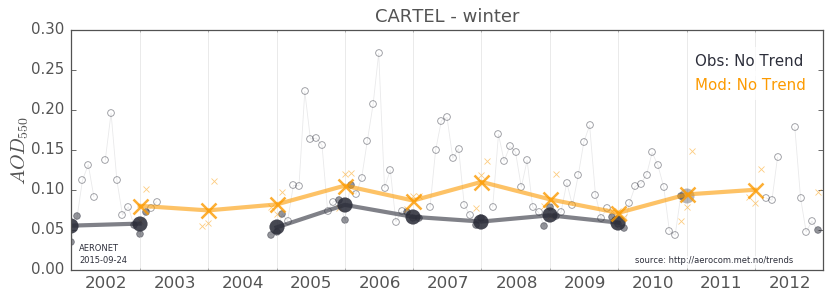 CARTEL - winter
0.30
0.25
0.20
0.15
0.10
0.05
0.00
AOD550
Obs: No Trend
Mod: No Trend
AERONET
2015-09-24
source: http://aerocom.met.no/trends
2002 2003 2004 2005 2006 2007 2008 2009 2010 2011 2012